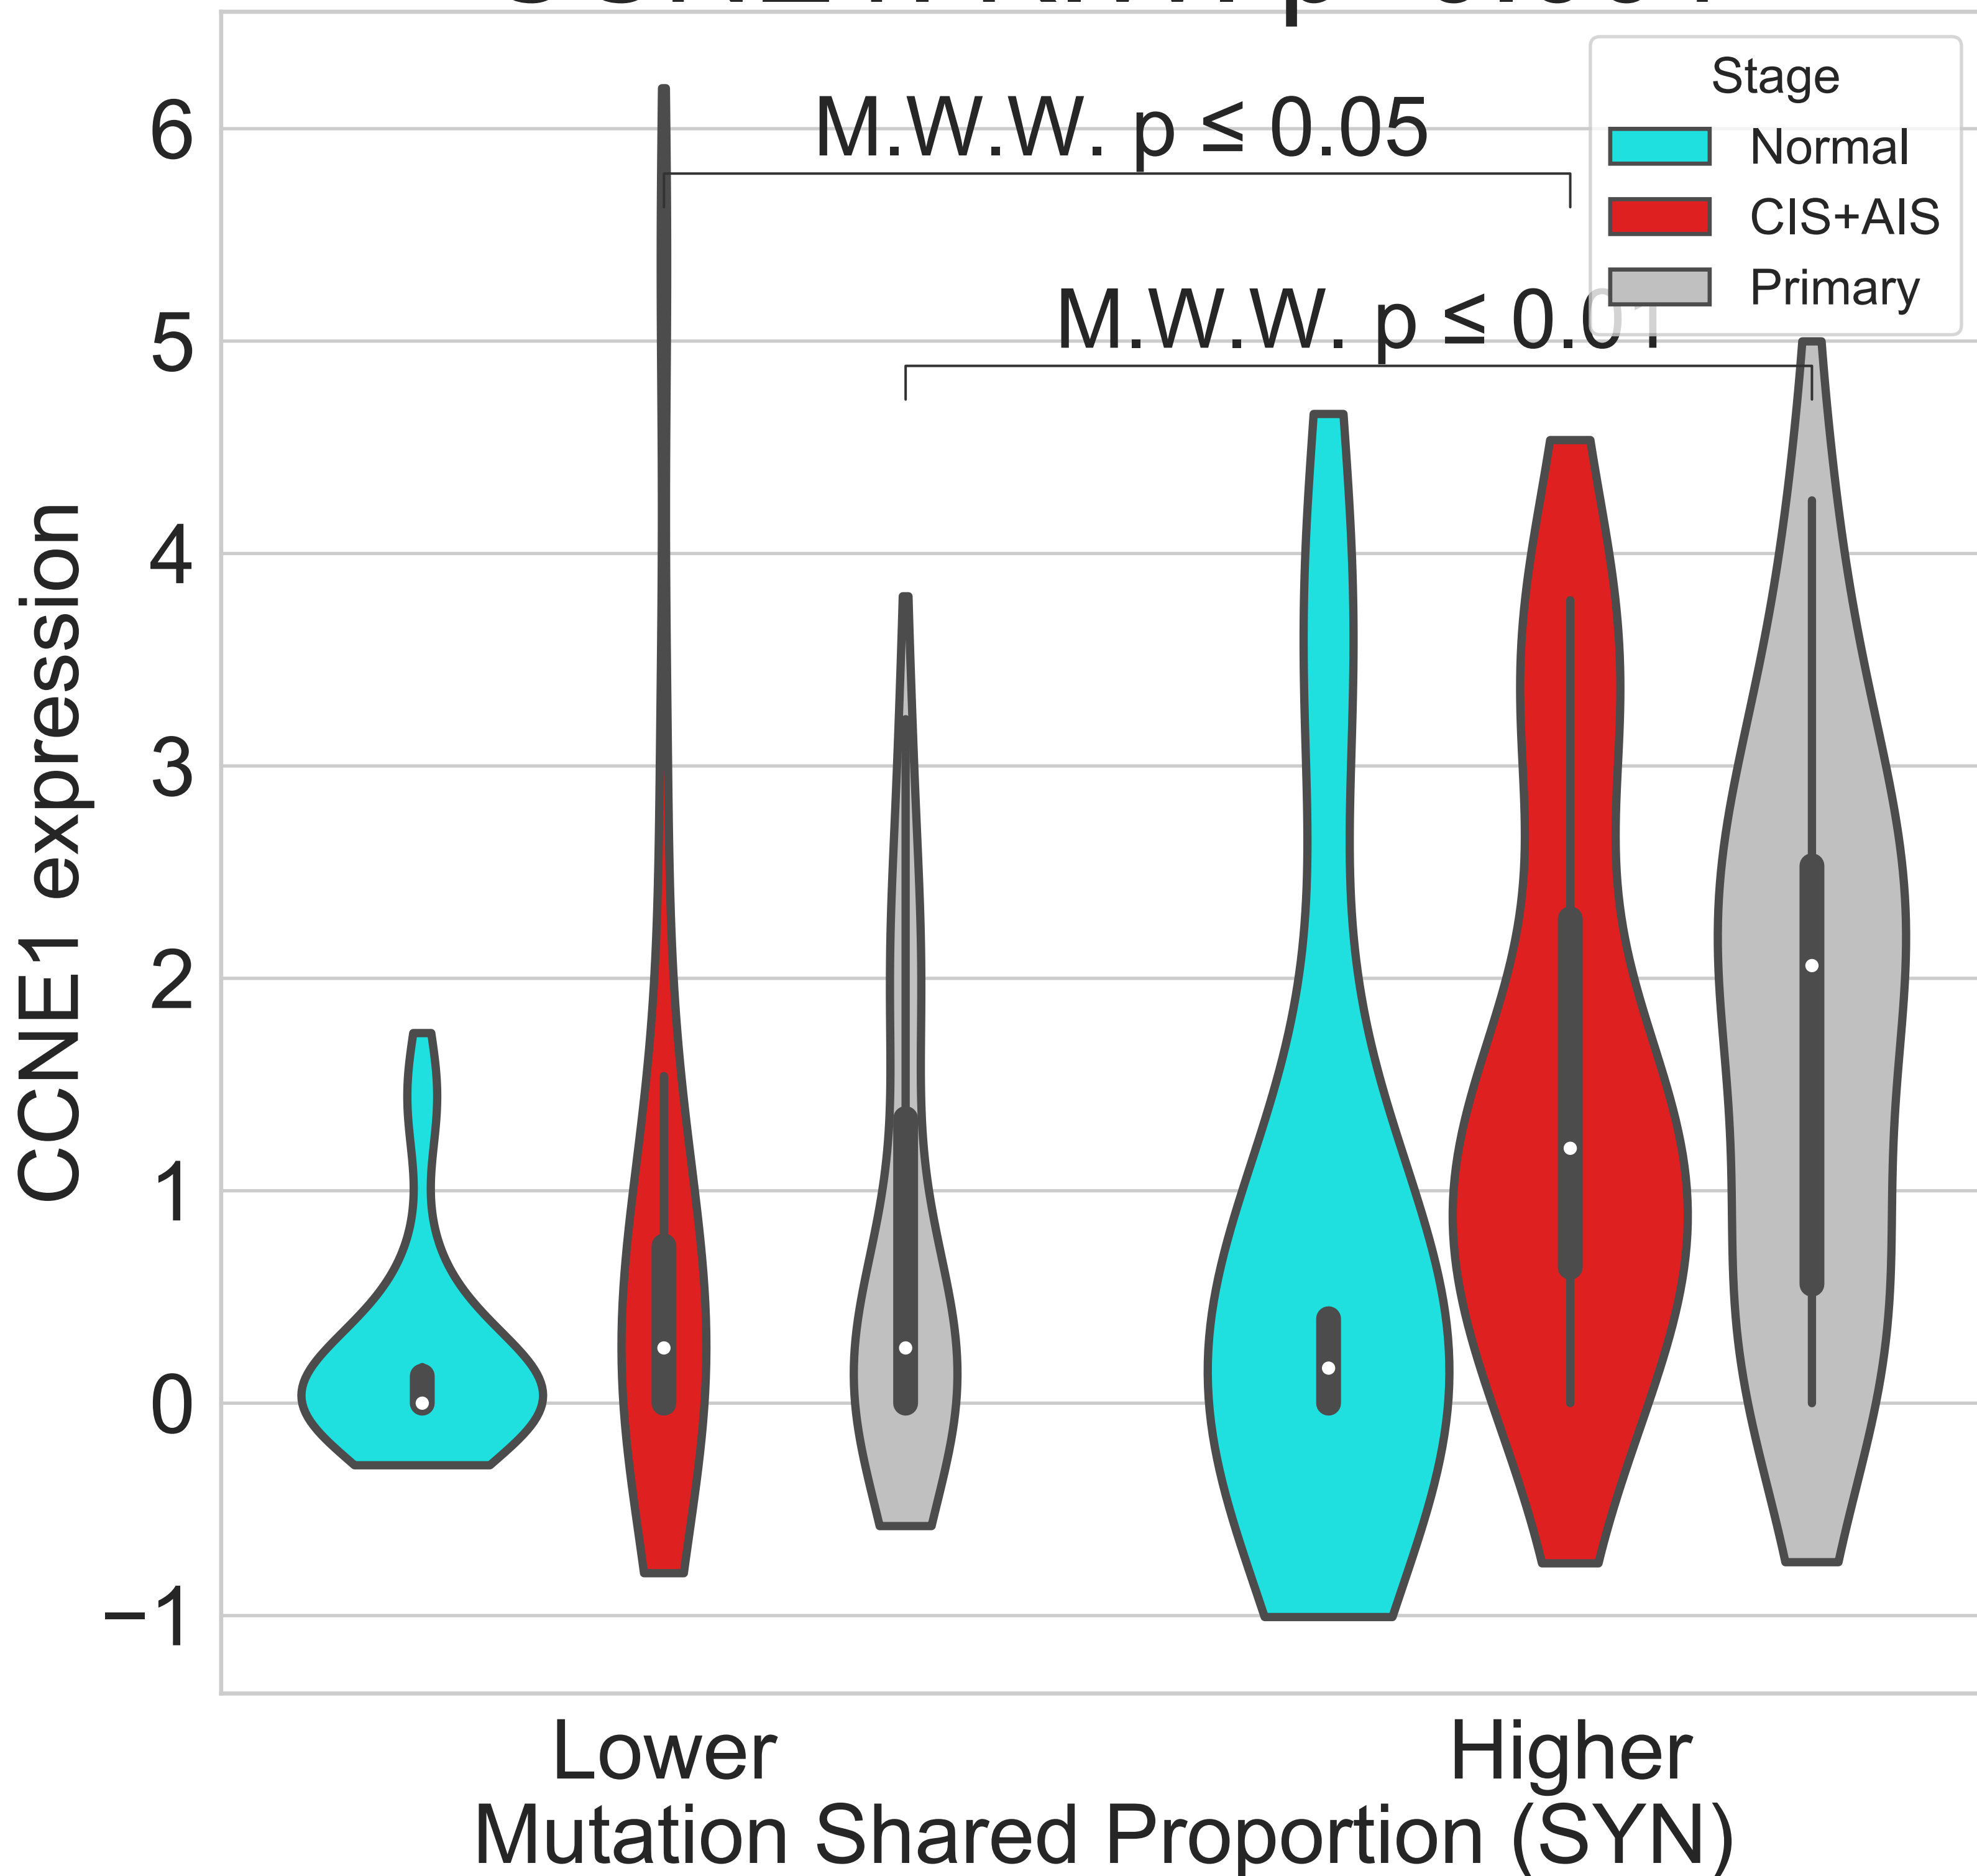 Stage
Normal
CIS+AIS
Primary
M.W.W. p ≤ 0.05
M.W.W. p ≤ 0.01
6
5
4
3
2
1
0
−1
CCNE1 expression
Lower
Higher
Mutation Shared Proportion (SYN)